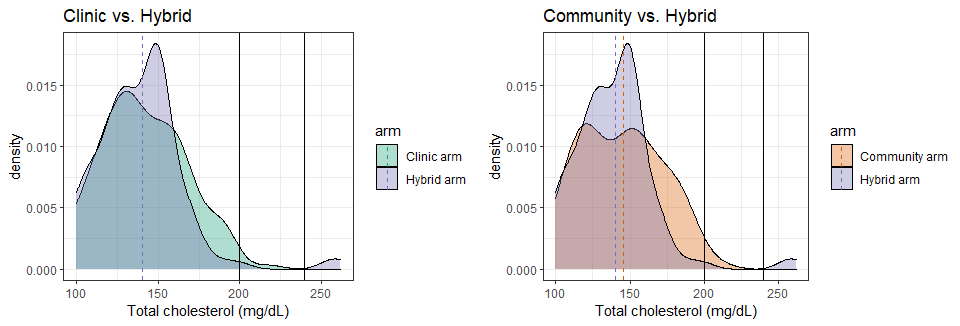 Clinic vs. Hybrid
density
0.015
0.010
0.005
0.000
100 150 200 250
Total cholesterol (mg/dL)
arm
Clinic arm
Hybrid arm
Community vs. Hybrid
density
0.015
0.010
0.005
0.000
100 150 200 250
Total cholesterol (mg/dL)
arm
Community arm
Hybrid arm